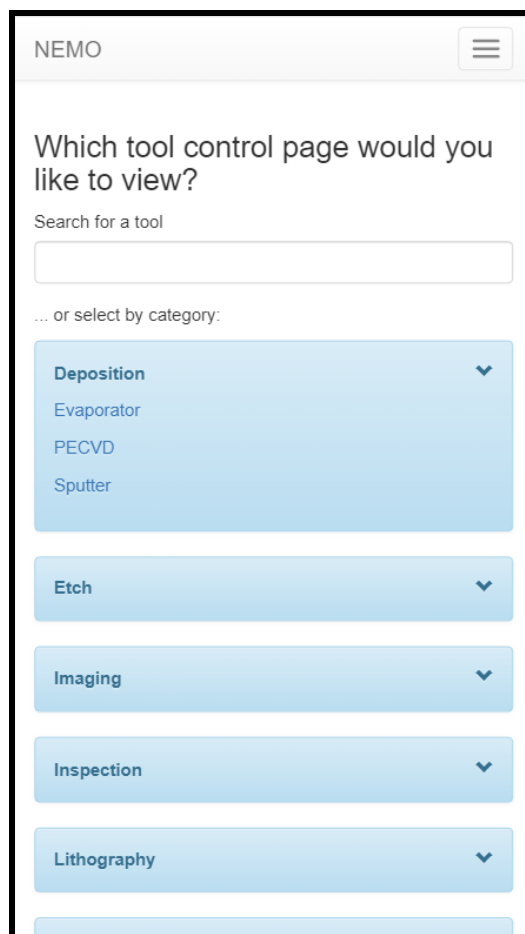 NEMO
Which tool control page would you
like to view?
Search for a tool
... or select by category:
Deposition
Evaporator
PECVD
Sputter
Etch
Imaging
Inspection
Lithography